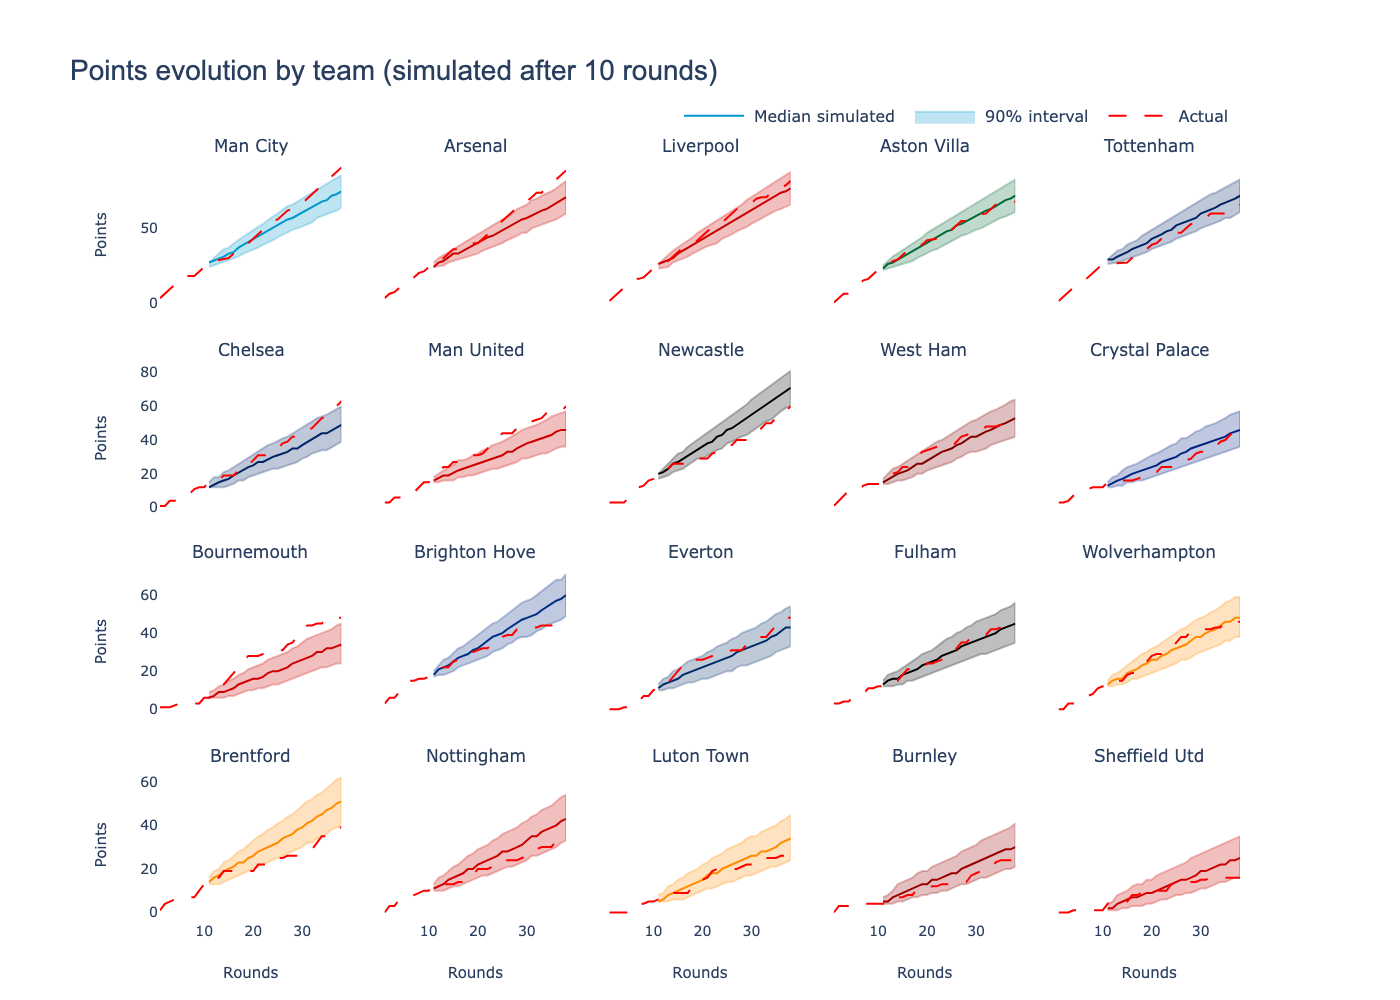 Points evolution by team (simulated after 10 rounds)
Median simulated 90% interval Actual
Man City Arsenal Liverpool Aston Villa Tottenham
Points
50
0
Chelsea Man United Newcastle West Ham Crystal Palace
Points
80
60
40
20
0
Bournemouth Brighton Hove Everton Fulham Wolverhampton
Points
60
40
20
0
Brentford Nottingham Luton Town Burnley Sheffield Utd
Points
60
40
20
0
10 20 30 10 20 30 10 20 30 10 20 30 10 20 30
Rounds Rounds Rounds Rounds Rounds